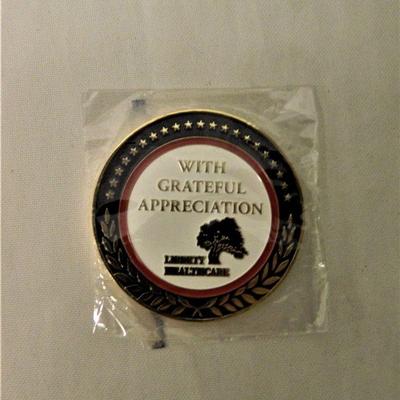 WITH
GRATEFUL
APPRECIATION
LIBERTY
HEALTHCARE